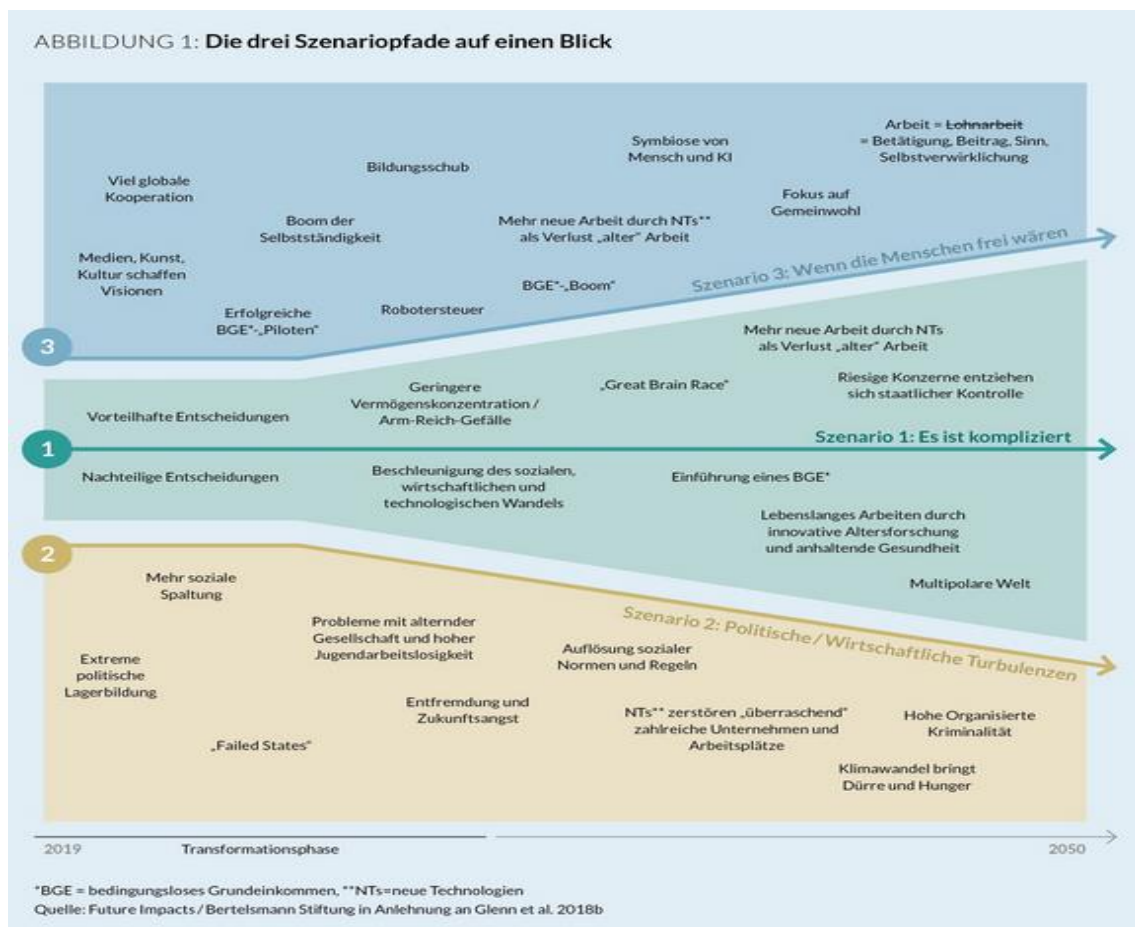 ABBILDUNG 1: Die drei Szenariopfade auf einen Blick
Arbeit = Lohnarbeit
= Betätigung, Beitrag, Sinn,
Selbstverwirklichung
Symbiose von
Mensch und KI
Bildungsschub
Viel globale
Kooperation
Fokus auf
Gemeinwohl
Boom der
Selbstständigkeit
Mehr neue Arbeit durch NTs**
als Verlust „alter“ Arbeit
Medien, Kunst,
Kultur schaffen
Visionen
Szenario 3: Wenn die Menschen frei wären
BGE*-„Boom“
Erfolgreiche
BGE*-„Piloten“
Robotersteuer
3
Mehr neue Arbeit durch NTs
als Verlust „alter“ Arbeit
Geringere
Vermögenskonzentration /
Arm-Reich-Gefälle
„Great Brain Race“
Riesige Konzerne entziehen
sich staatlicher Kontrolle
Vorteilhafte Entscheidungen
1
Szenario 1: Es ist kompliziert
Nachteilige Entscheidungen
Beschleunigung des sozialen,
wirtschaftlichen und
technologischen Wandels
Einführung eines BGE*
Lebenslanges Arbeiten durch
innovative Altersforschung
und anhaltende Gesundheit
Multipolare Welt
2
Szenario 2: Politische / Wirtschaftliche Turbulenzen
Mehr soziale
Spaltung
Probleme mit alternder
Gesellschaft und hoher
Jugendarbeitslosigkeit
Auflösung sozialer
Normen und Regeln
Extreme
politische
Lagerbildung
Entfremdung und
Zukunftsangst
NTs** zerstören „überraschend“
zahlreiche Unternehmen und
Arbeitsplätze
Hohe Organisierte
Kriminalität
„Failed States“
Klimawandel bringt
Dürre und Hunger
2019
Transformationsphase
2050
*BGE = bedingungsloses Grundeinkommen, **NTs=neue Technologien
Quelle: Future Impacts / Bertelsmann Stiftung in Anlehnung an Glenn et al. 2018b